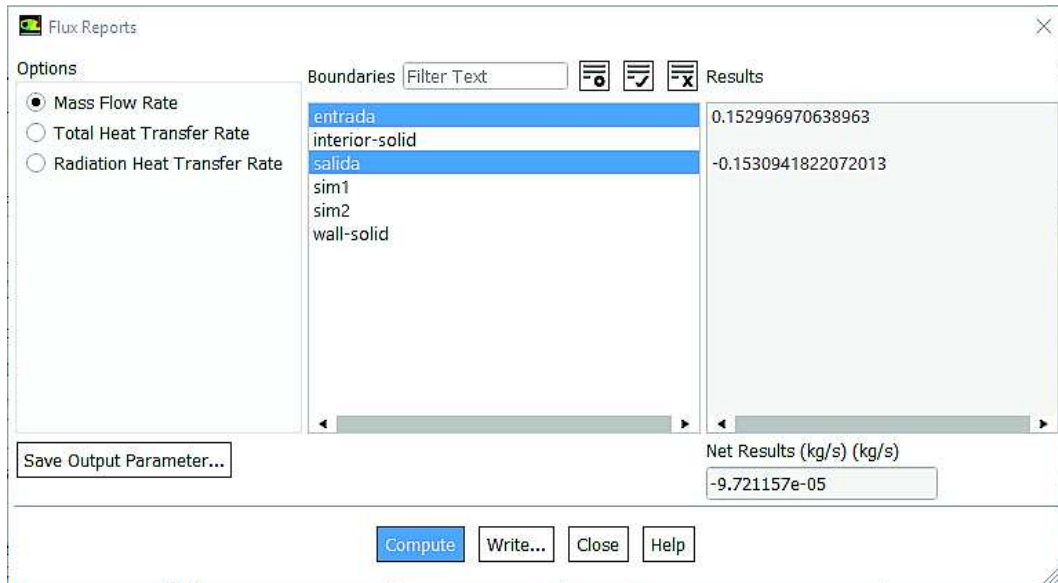 Flux Reports
Options
Mass Flow Rate
Total Heat Transfer Rate
Radiation Heat Transfer Rate
Save Output Parameter...
Boundaries Filter Text
entrada
interior-solid
salida
sim1
sim2
wall-solid
Results
0.152996970638963
-0.1530941822072013
Net Results (kg/s) (kg/s)
-9.721157e-05
Compute Write... Close Help